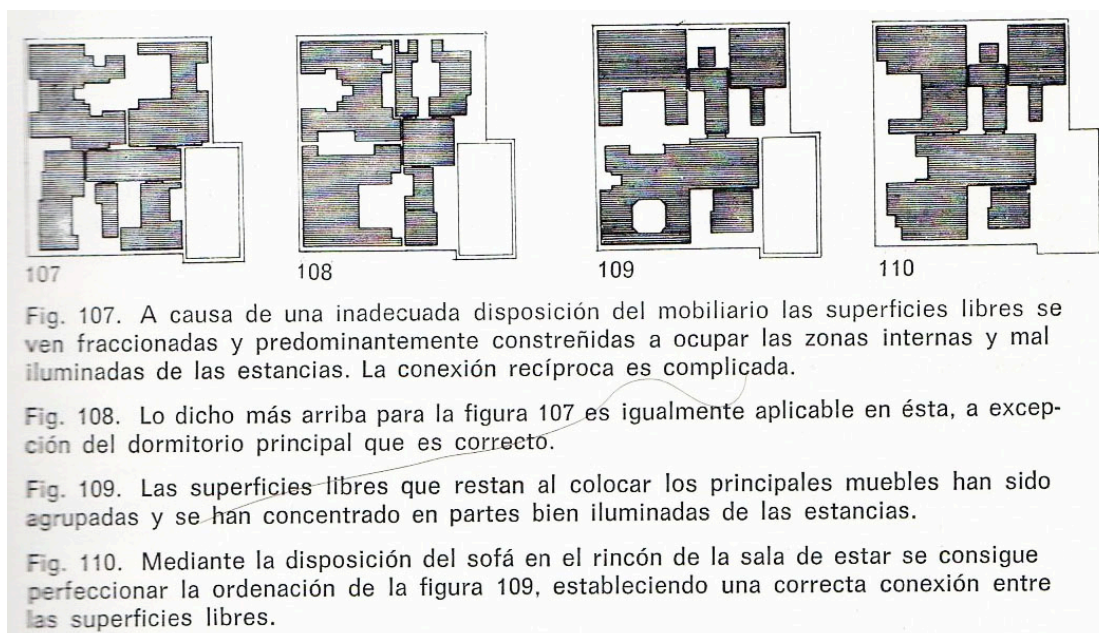 107
108
109
110
Fig. 107. A causa de una inadecuada disposición del mobiliario las superficies libres se
ven fraccionadas y predominantemente constreñidas a ocupar las zonas internas y mal
iluminadas de las estancias. La conexión recíproca es complicada.
Fig. 108. Lo dicho más arriba para la figura 107 es igualmente aplicable en ésta, a excep-
ción del dormitorio principal que es correcto.
Fig. 109. Las superficies libres que restan al colocar los principales muebles han sido
agrupadas y se han concentrado en partes bien iluminadas de las estancias.
Fig. 110. Mediante la disposición del sofá en el rincón de la sala de estar se consigue
perfeccionar la ordenación de la figura 109, estableciendo una correcta conexión entre
las superficies libres.